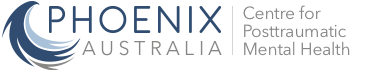 PHOENIX
AUSTRALIA
Centre for
Posttraumatic
Mental Health